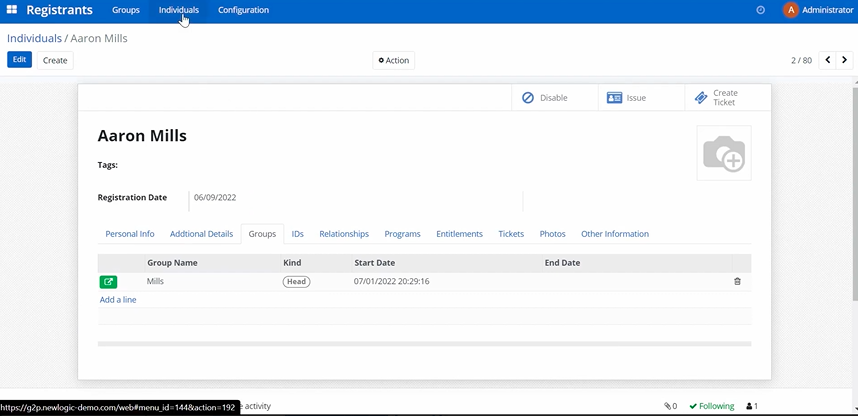 Registrants Groups Individuals Configuration A Administrator
Individuals / Aaron Mills
Edit Create Action 2 / 80
Disable Issue Create Ticket
Aaron Mills
Tags:
Registration Date 06/09/2022
Personal Info Addtional Details Groups IDs Relationships Programs Entitlements Tickets Photos Other Information
Group Name Kind Start Date End Date
Mills Head 07/01/2022 20:29:16
Add a line
https://g2p.newlogic-demo.com/web#menu_id=144&action=192 e activity 0 Following 1